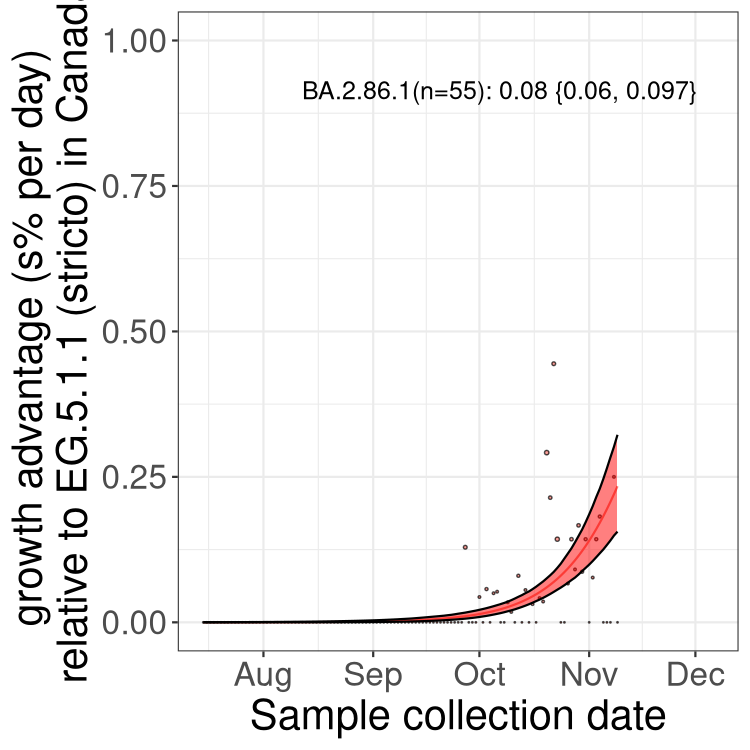 growth advantage (s% per day)
relative to EG.5.1.1 (stricto) in Canad
1.00
0.75
0.50
0.25
0.00
BA.2.86.1(n=55): 0.08 {0.06, 0.097}
Aug Sep Oct Nov Dec
Sample collection date